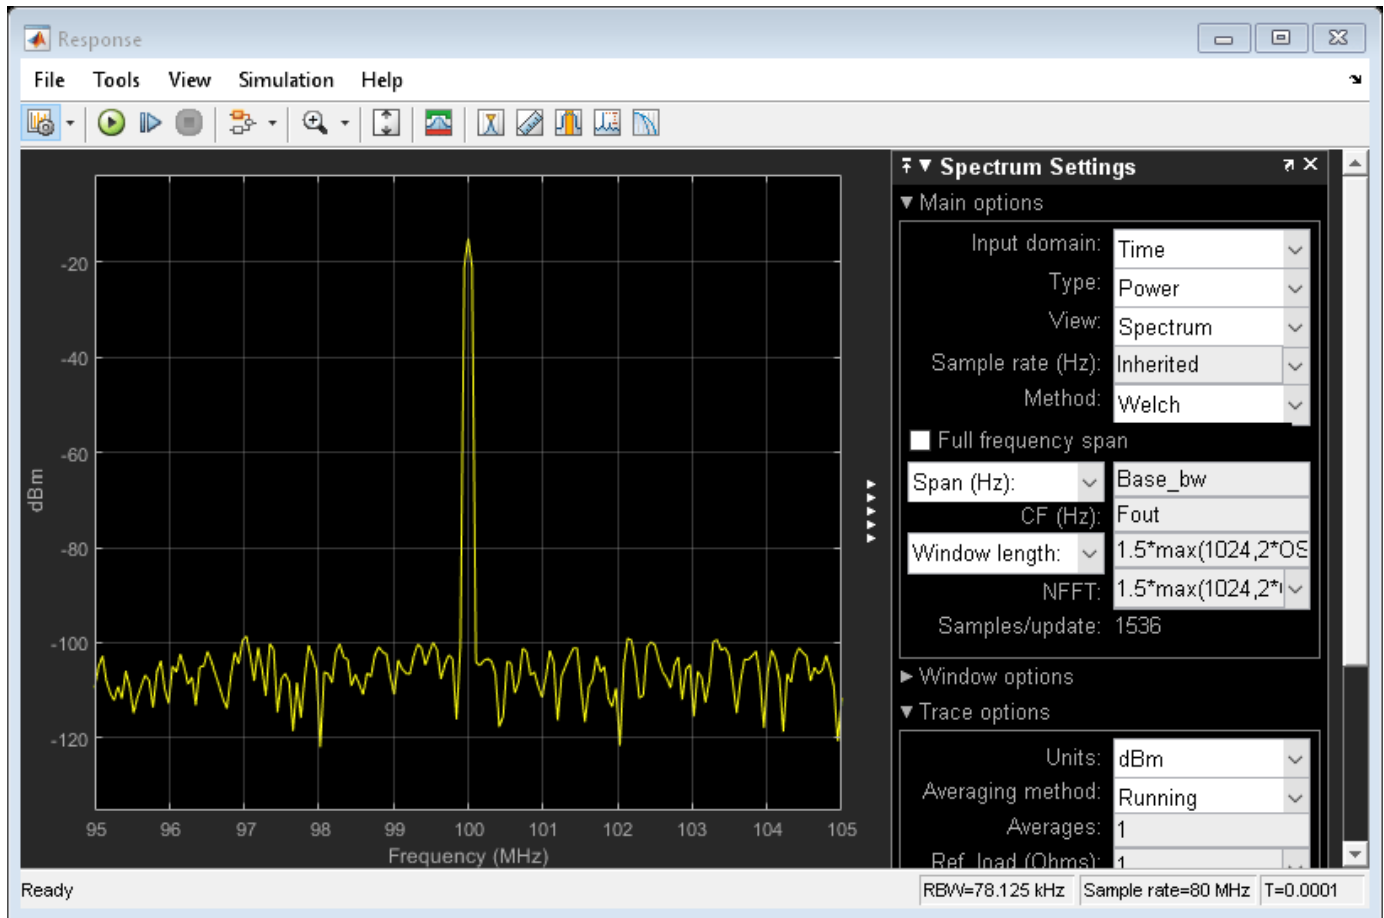 Response
File Tools View Simulation Help
-20
-40
-60
-80
-100
-120
dBm
95 96 97 98 99 100 101 102 103 104 105
Frequency (MHz)
Spectrum Settings
Main options
Input domain: Time
Type: Power
View: Spectrum
Sample rate (Hz): Inherited
Method: Welch
Full frequency span
Span (Hz): Base_bw
CF (Hz): Fout
Window length: 1.5*max(1024,2*OS
NFFT: 1.5*max(1024,2*
Samples/update: 1536
Window options
Trace options
Units: dBm
Averaging method: Running
Averages: 1
Ref. load (Ohms): 1
Ready RBW=78.125 kHz Sample rate=80 MHz T=0.0001